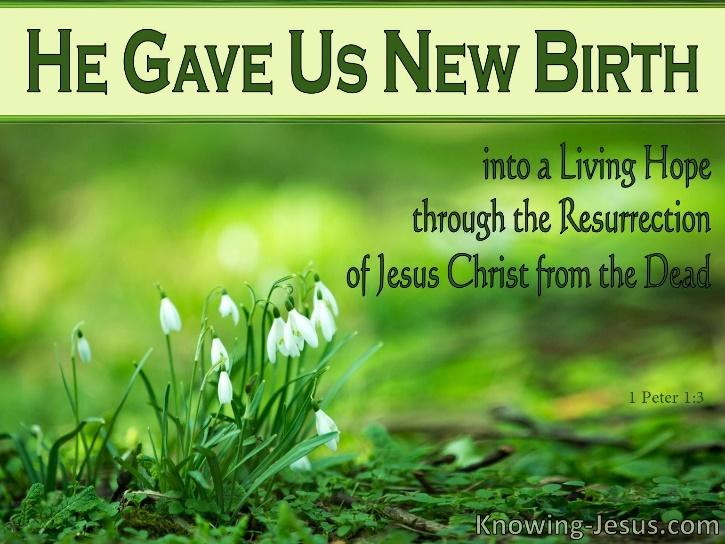 He Gave Us New Birth
into a Living Hope
through the Resurrection
of Jesus Christ from the Dead
1 Peter 1:3
Knowing-Jesus.com